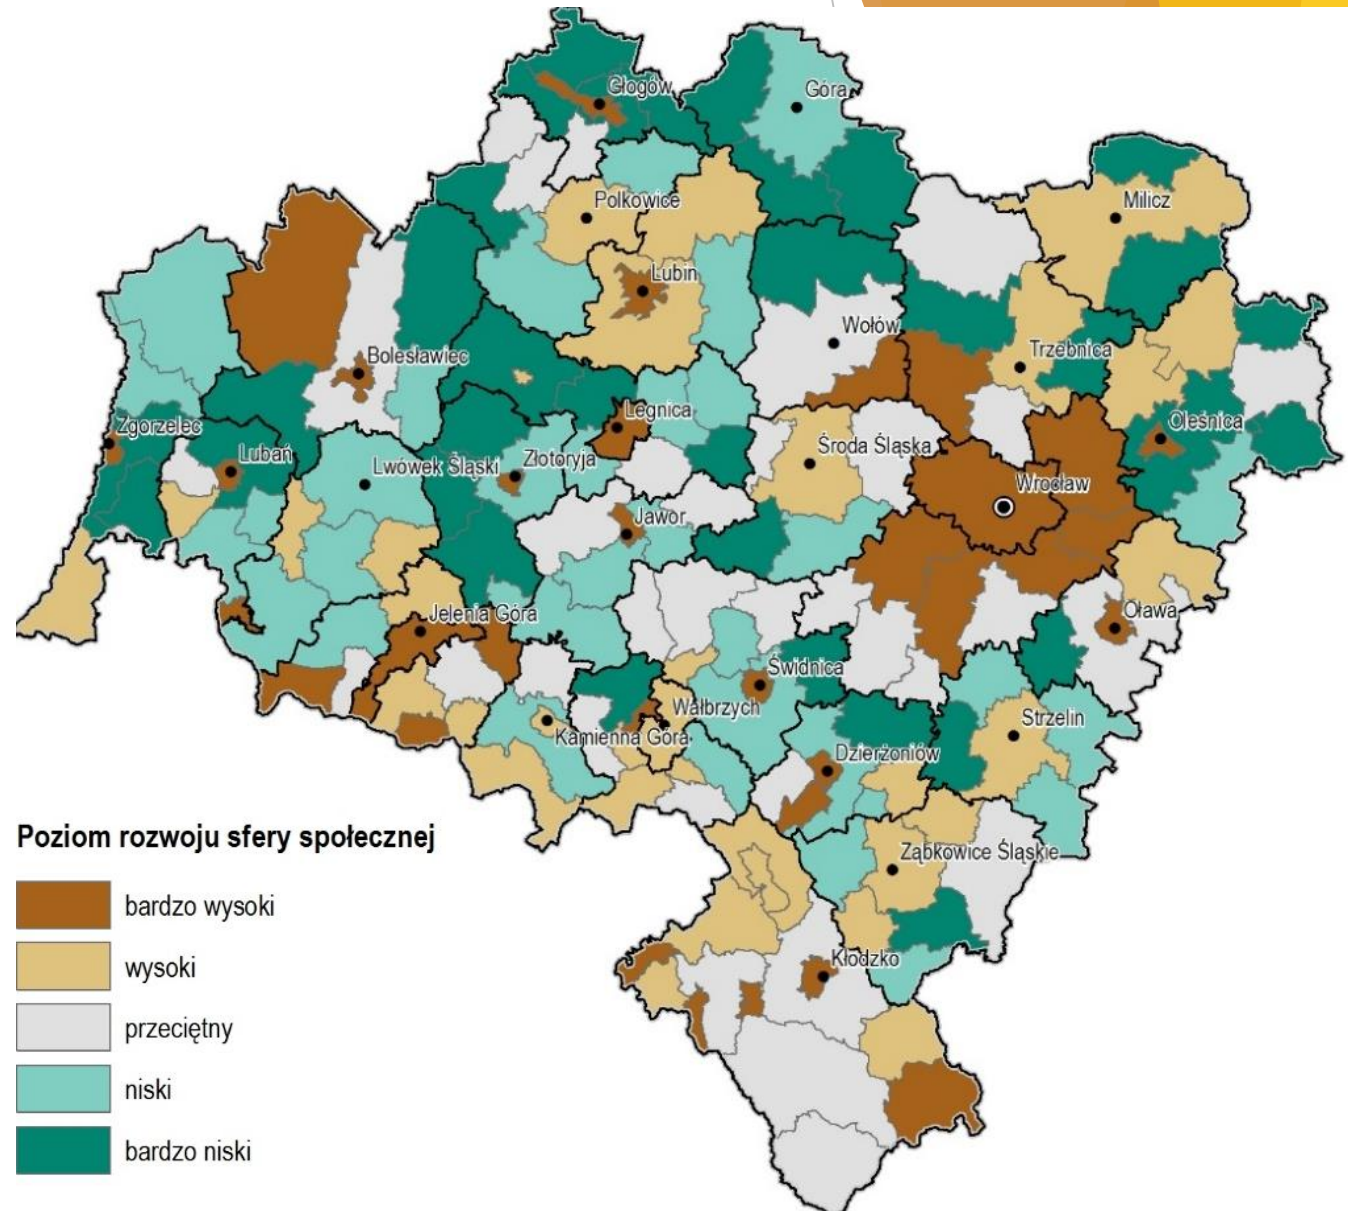 Głogów
Góra
Polkowice
Milicz
Lubin
Wołów
Bolesławiec
Trzebnica
Legnica
Zgorzelec
Oleśnica
Lubań
Środa Śląska
Lwówek Śląski
Złotoryja
Wrocław
Jawor
Jelenia Góra
Oława
Świdnica
Wałbrzych
Strzelin
Kamienna Góra
Dzierżoniów
Ząbkowice Śląskie
Kłodzko
Poziom rozwoju sfery społecznej
bardzo wysoki
wysoki
przeciętny
niski
bardzo niski